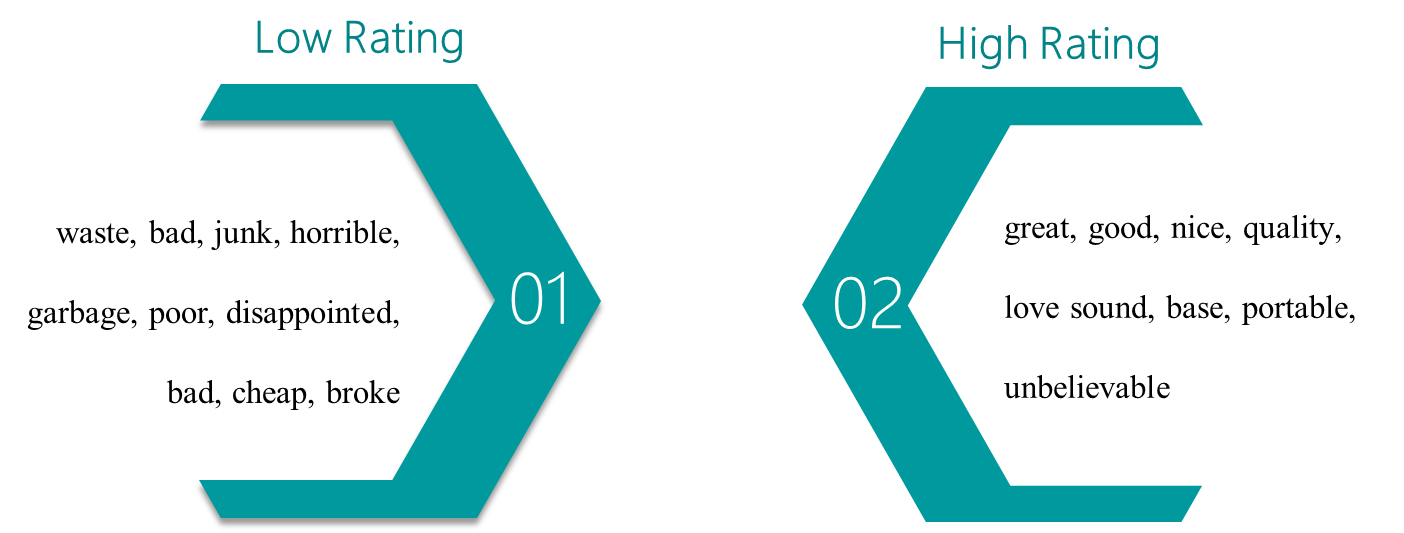 Low Rating
waste, bad, junk, horrible,
garbage, poor, disappointed,
bad, cheap, broke
01
High Rating
02
great, good, nice, quality,
love sound, base, portable,
unbelievable